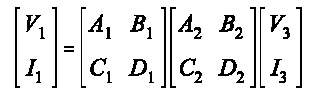 [V₁ I₁] = [A₁ B₁ C₁ D₁] [A₂ B₂ C₂ D₂] [V₃ I₃]